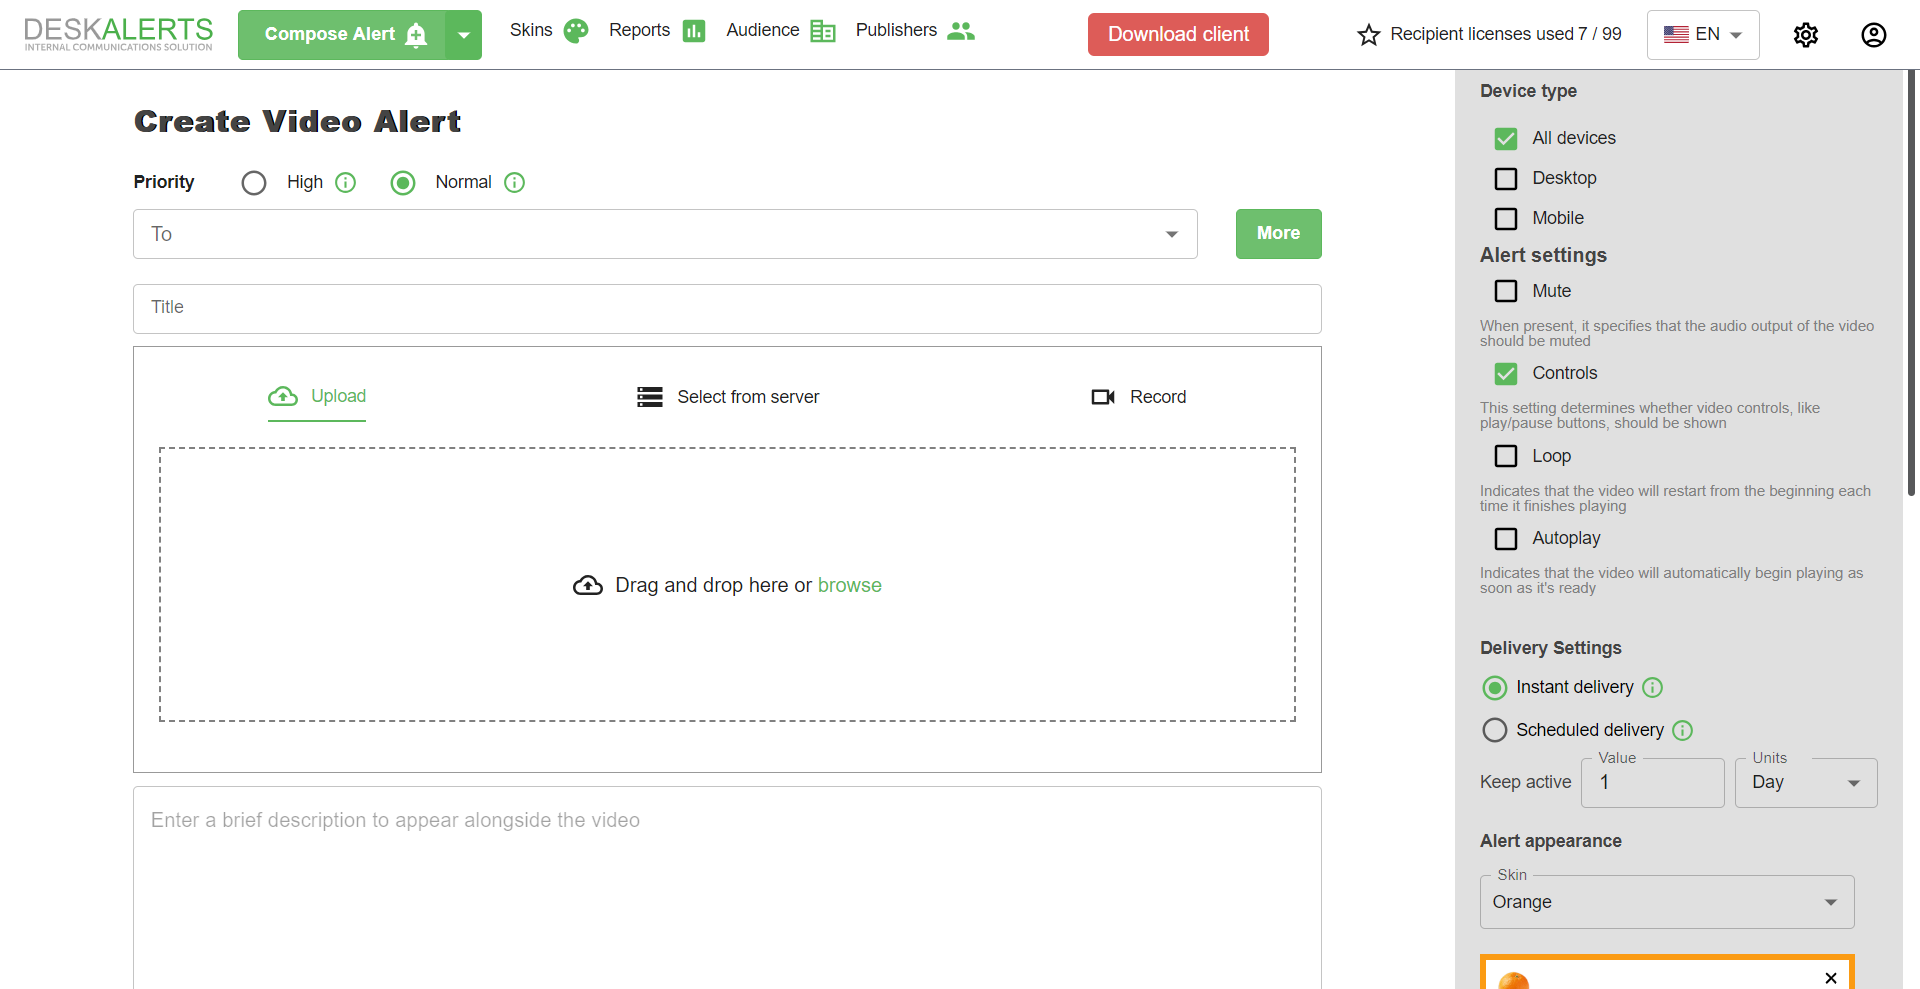 DESKALERTS
INTERNAL COMMUNICATIONS SOLUTION
Compose Alert
Skins
Reports
Audience
Publishers
Download client
Recipient licenses used 7 / 99
EN
Create Video Alert
Priority
High
Normal
To
More
Title
Upload
Select from server
Record
Drag and drop here or browse
Enter a brief description to appear alongside the video
Device type
All devices
Desktop
Mobile
Alert settings
Mute
When present, it specifies that the audio output of the video
should be muted
Controls
This setting determines whether video controls, like
play/pause buttons, should be shown
Loop
Indicates that the video will restart from the beginning each
time it finishes playing
Autoplay
Indicates that the video will automatically begin playing as
soon as it's ready
Delivery Settings
Instant delivery
Scheduled delivery
Keep active
Value
1
Units
Day
Alert appearance
Skin
Orange